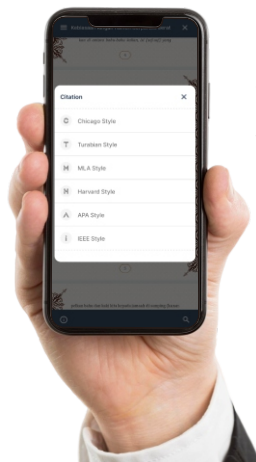 Citation
X
C Chicago Style
T Turabian Style
M MLA Style
H Harvard Style
A APA Style
I IEEE Style